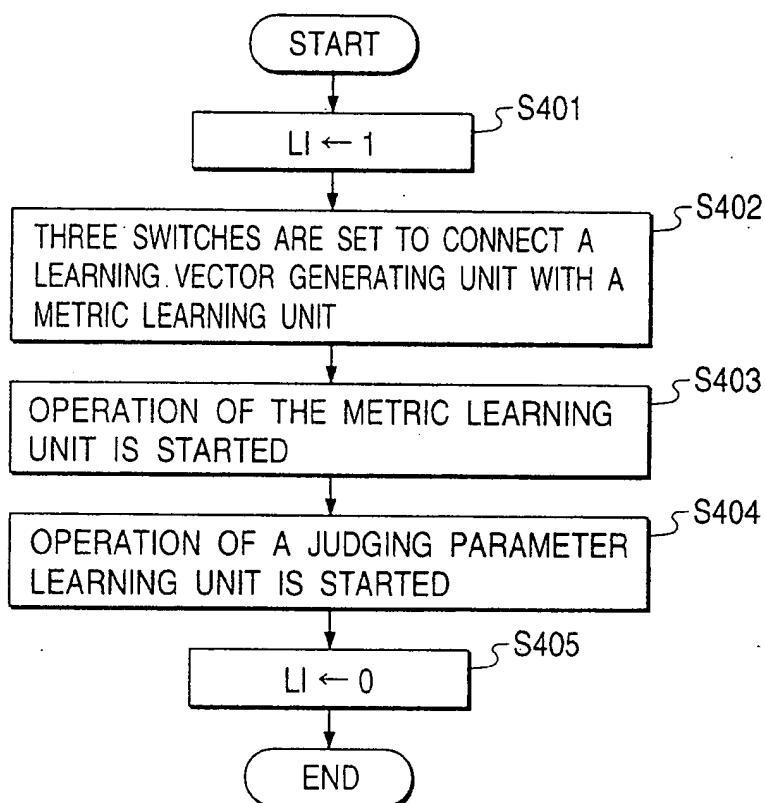 START
S401
LI ← 1
S402
THREE SWITCHES ARE SET TO CONNECT A
LEARNING VECTOR GENERATING UNIT WITH A
METRIC LEARNING UNIT
S403
OPERATION OF THE METRIC LEARNING
UNIT IS STARTED
S404
OPERATION OF A JUDGING PARAMETER
LEARNING UNIT IS STARTED
S405
LI ← 0
END